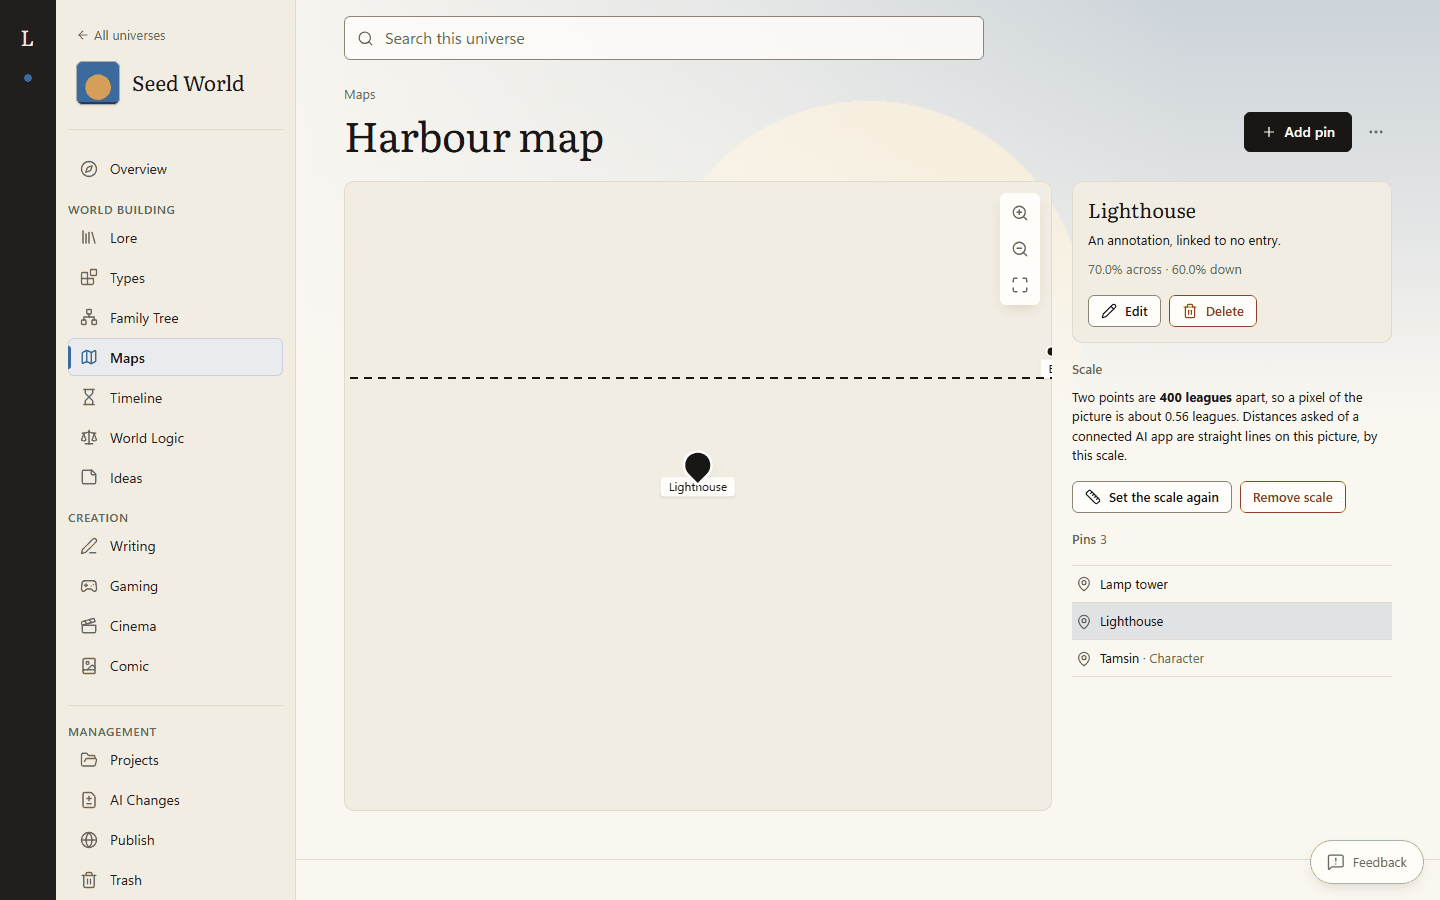 L
All universes
Seed World
Overview
WORLD BUILDING
Lore
Types
Family Tree
Maps
Timeline
World Logic
Ideas
CREATION
Writing
Gaming
Cinema
Comic
MANAGEMENT
Projects
AI Changes
Publish
Trash
Search this universe
Maps
Harbour map
Add pin
Lighthouse
Lighthouse
An annotation, linked to no entry.
70.0% across · 60.0% down
Edit
Delete
Scale
Two points are 400 leagues apart, so a pixel of the
picture is about 0.56 leagues. Distances asked of a
connected AI app are straight lines on this picture, by
this scale.
Set the scale again
Remove scale
Pins 3
Lamp tower
Lighthouse
Tamsin · Character
Feedback